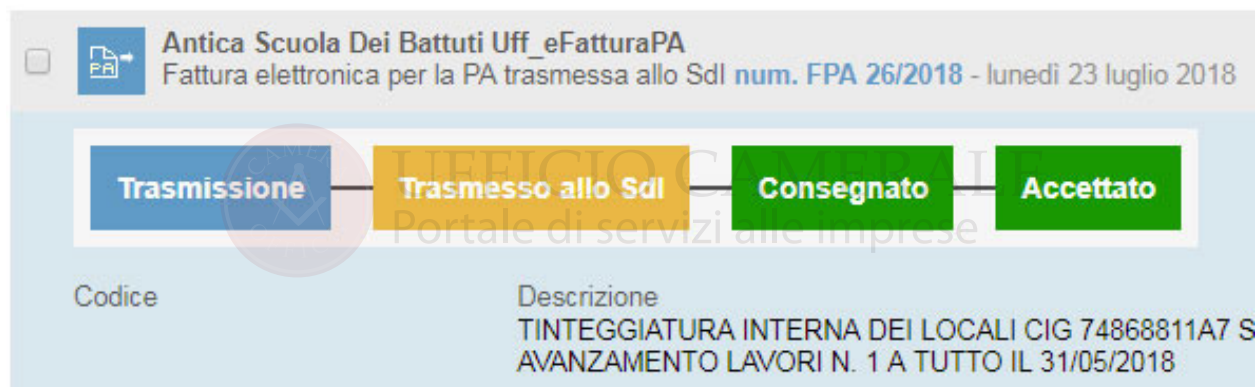 Antica Scuola Dei Battuti Uff_eFatturaPA
PA
Fattura elettronica per la PA trasmessa allo SdI num. FPA 26/2018 - lunedì 23 luglio 2018
UFFICIO CAMERALE
Trasmissione Trasmesso allo SdI Consegnato Accettato
Portale di servizi alle imprese
Codice Descrizione
TINTEGGIATURA INTERNA DEI LOCALI CIG 74868811A7 S
AVANZAMENTO LAVORI N. 1 A TUTTO IL 31/05/2018